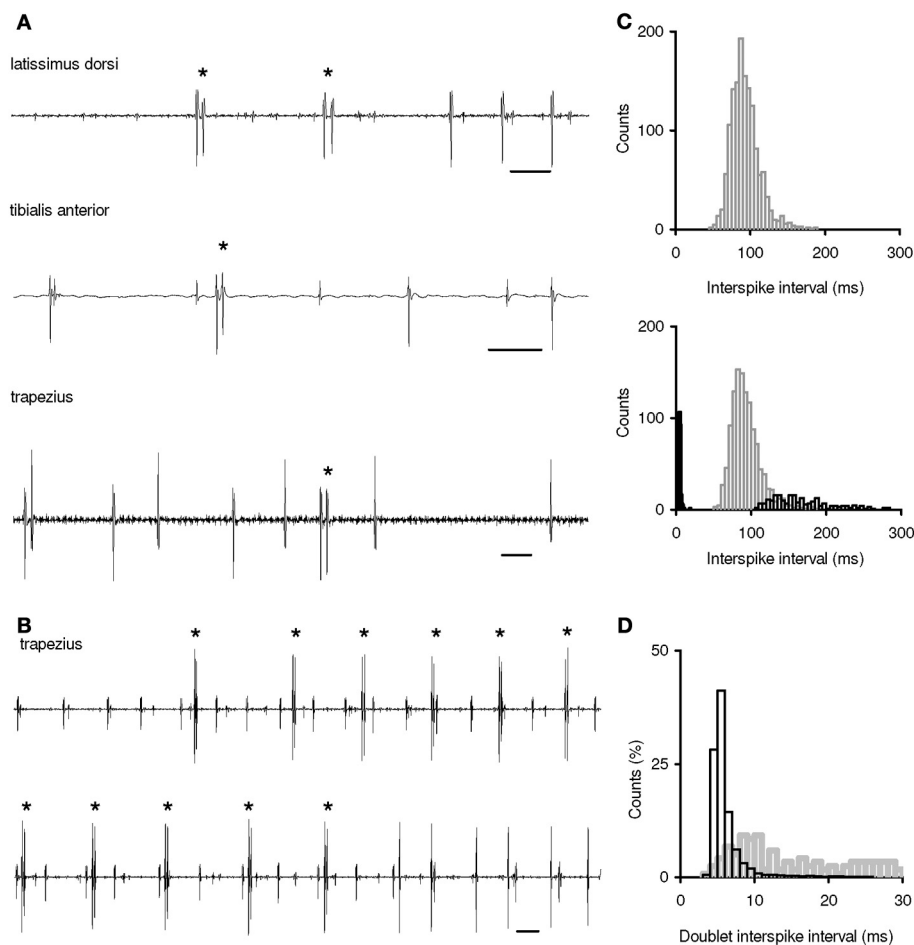 A
latissimus dorsi
* *
tibialis anterior
*
trapezius
*
B
trapezius
* * * * * *
* * * * *
C
200
100
0
Counts
0 100 200 300
Interspike interval (ms)
200
100
0
Counts
0 100 200 300
Interspike interval (ms)
D
50
25
0
Counts (%)
0 10 20 30
Doublet interspike interval (ms)